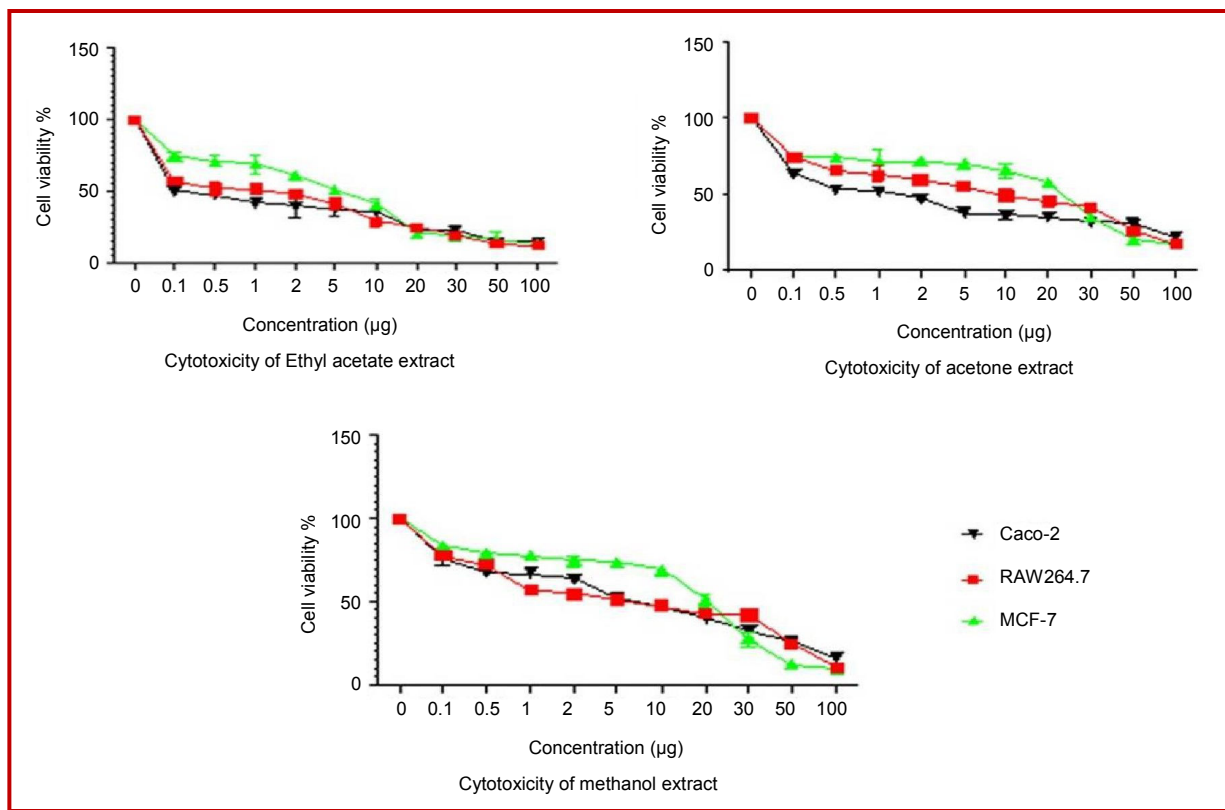 150
100
50
0
Cell viability %
0 0.1 0.5 1 2 5 10 20 30 50 100
Concentration (µg)
Cytotoxicity of Ethyl acetate extract
150
100
50
0
Cell viability %
0 0.1 0.5 1 2 5 10 20 30 50 100
Concentration (µg)
Cytotoxicity of acetone extract
150
100
50
0
Cell viability %
0 0.1 0.5 1 2 5 10 20 30 50 100
Concentration (µg)
Cytotoxicity of methanol extract
Caco-2
RAW264.7
MCF-7